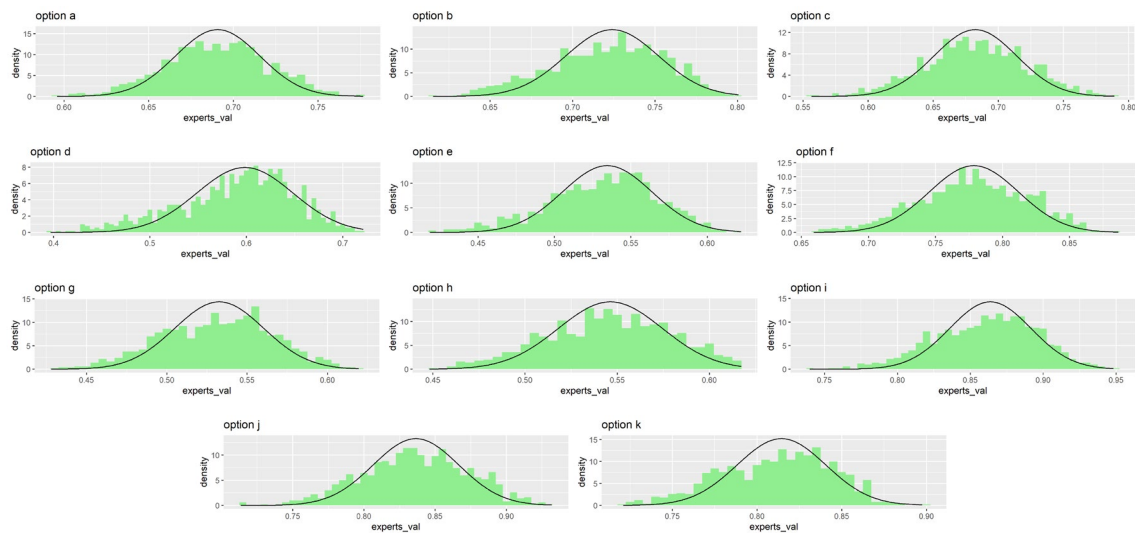 option a
option b
option c
density
15
10
5
0
0.60
0.65
0.70
0.75
experts_val
density
10
5
0
0.65
0.70
0.75
0.80
experts_val
density
12
8
4
0
0.55
0.60
0.65
0.70
0.75
0.80
experts_val
option d
option e
option f
density
8
6
4
2
0
0.4
0.5
0.6
0.7
experts_val
density
10
5
0
0.45
0.50
0.55
0.60
experts_val
density
12.5
10.0
7.5
5.0
2.5
0.0
0.65
0.70
0.75
0.80
0.85
experts_val
option g
option h
option i
density
15
10
5
0
0.45
0.50
0.55
0.60
experts_val
density
10
5
0
0.45
0.50
0.55
0.60
experts_val
density
15
10
5
0
0.75
0.80
0.85
0.90
0.95
experts_val
option j
option k
density
10
5
0
0.75
0.80
0.85
0.90
experts_val
density
15
10
5
0
0.75
0.80
0.85
0.90
experts_val